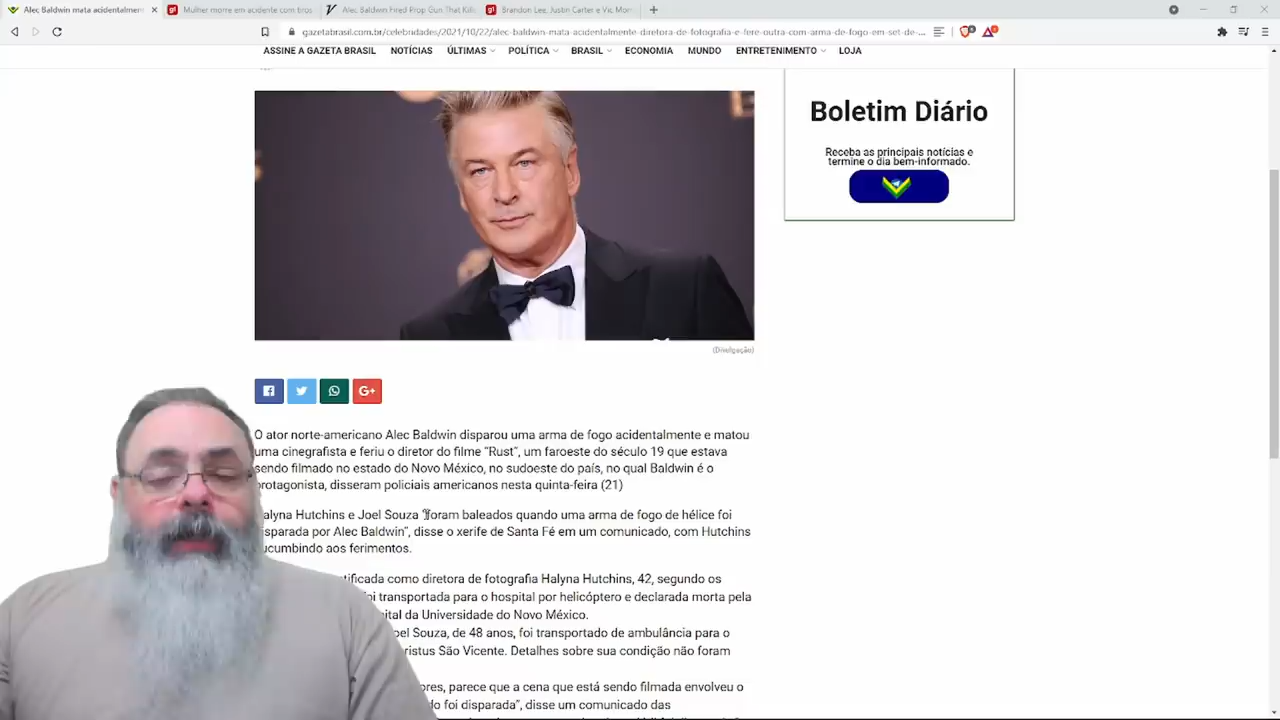 Alec Baldwin mata acidentalmen
Mulher morre em acidente com tiros
Alec Baldwin Fired Prop Gun That Kille
Brandon Lee, Justin Carter e Vic Morr
gazetabrasil.com.br/celebridades/2021/10/22/alec-baldwin-mata-acidentalmente-diretora-de-fotografia-e-fere-outra-com-arma-de-fogo-em-set-de-...
ASSINE A GAZETA BRASIL NOTÍCIAS ÚLTIMAS POLÍTICA BRASIL ECONOMIA MUNDO ENTRETENIMENTO LOJA
Boletim Diário
Receba as principais notícias e
termine o dia bem-informado.
(Divulgação)
O ator norte-americano Alec Baldwin disparou uma arma de fogo acidentalmente e matou
uma cinegrafista e feriu o diretor do filme "Rust", um faroeste do século 19 que estava
sendo filmado no estado do Novo México, no sudoeste do país, no qual Baldwin é o
protagonista, disseram policiais americanos nesta quinta-feira (21)
alyna Hutchins e Joel Souza "foram baleados quando uma arma de fogo de hélice foi
isparada por Alec Baldwin", disse o xerife de Santa Fé em um comunicado, com Hutchins
ucumbindo aos ferimentos.
tificada como diretora de fotografia Halyna Hutchins, 42, segundo os
oi transportada para o hospital por helicóptero e declarada morta pela
ital da Universidade do Novo México.
oel Souza, de 48 anos, foi transportado de ambulância para o
ristus São Vicente. Detalhes sobre sua condição não foram
ores, parece que a cena que está sendo filmada envolveu o
do foi disparada", disse um comunicado das